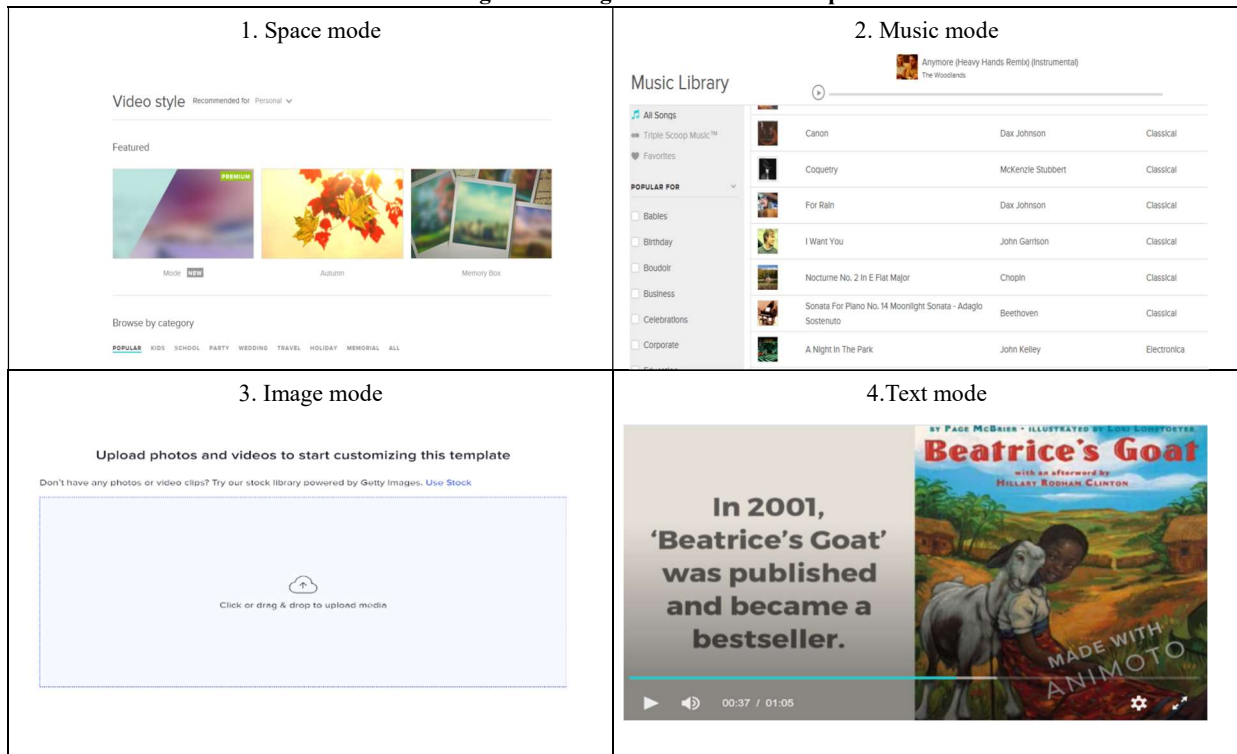 1. Space mode
Video style Recommended for Personal
Featured
PREMIUM
Mode NEW
Autumn
Memory Box
Browse by category
POPULAR KIDS SCHOOL PARTY WEDDING TRAVEL HOLIDAY MEMORIAL ALL
2. Music mode
Anymore (Heavy Hands Remix) (Instrumental)
The Woodlands
Music Library
All Songs
Triple Scoop Music™
Favorites
POPULAR FOR
Babies
Birthday
Boudoir
Business
Celebrations
Corporate
Canon Dax Johnson Classical
Coquetry McKenzie Stubbert Classical
For Rain Dax Johnson Classical
I Want You John Garrison Classical
Nocturne No. 2 In E Flat Major Chopin Classical
Sonata For Piano No. 14 Moonlight Sonata - Adagio
Sostenuto Beethoven Classical
A Night In The Park John Kelley Electronica
3. Image mode
Upload photos and videos to start customizing this template
Don't have any photos or video clips? Try our stock library powered by Getty Images. Use Stock
Click or drag & drop to upload media
4.Text mode
In 2001,
‘Beatrice’s Goat’
was published
and became a
bestseller.
BY PAGE MCBRIER • ILLUSTRATED BY LORI LOHSTOETER
Beatrice's Goat
with an afterword by
HILLARY RODHAM CLINTON
MADE WITH
ANIMOTO
00:37 / 01:05